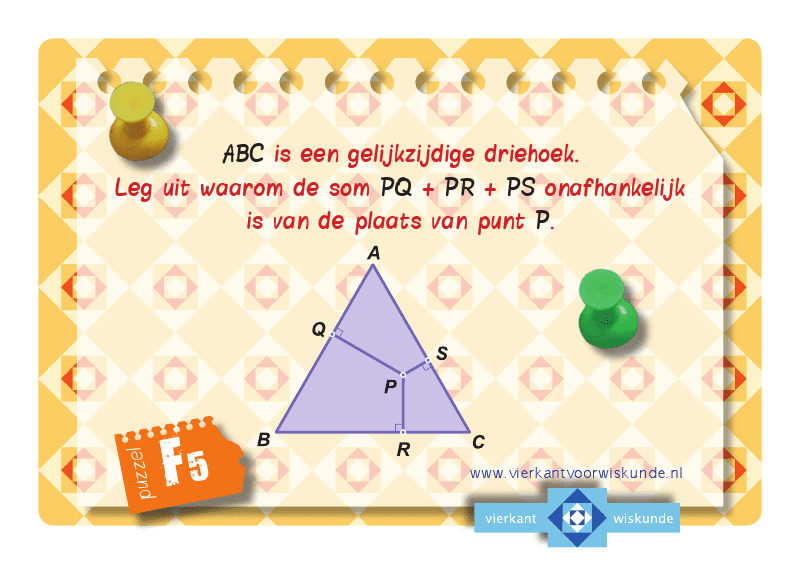 ABC is een gelijkzijdige driehoek.
Leg uit waarom de som PQ + PR + PS onafhankelijk
is van de plaats van punt P.
A
Q
S
P
B
R
C
puzzel F5
www.vierkantvoorwiskunde.nl
vierkant wiskunde